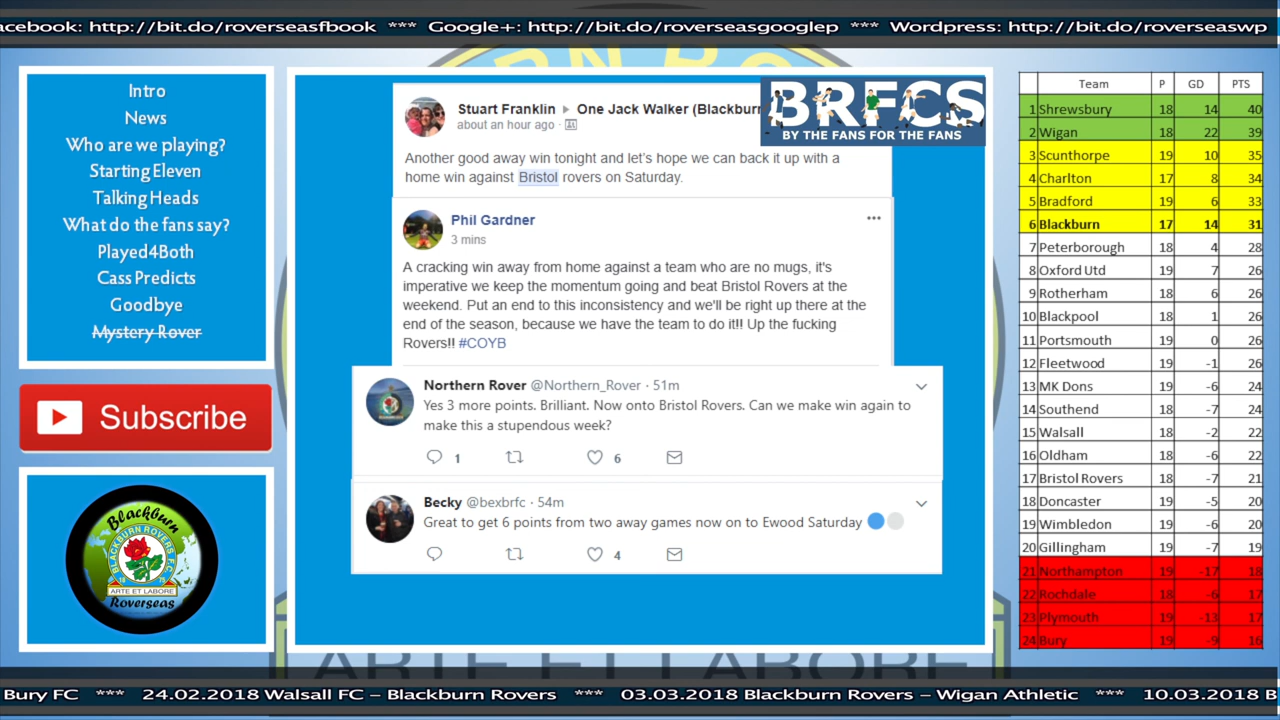 acebook: http://bit.do/roverseasfbook *** Google+: http://bit.do/roverseasgooglep *** Wordpress: http://bit.do/roverseaswp
Intro
News
Who are we playing?
Starting Eleven
Talking Heads
What do the fans say?
Played4Both
Cass Predicts
Goodbye
Mystery Rover
Subscribe
Blackburn
BLACKBURN ROVERS F.C.
18 75
ARTE ET LABORE
Roverseas
Stuart Franklin ▸ One Jack Walker (Blackburn
about an hour ago ·
BRFCS
BY THE FANS FOR THE FANS
Another good away win tonight and let's hope we can back it up with a
home win against Bristol rovers on Saturday.
Phil Gardner
3 mins
A cracking win away from home against a team who are no mugs, it's
imperative we keep the momentum going and beat Bristol Rovers at the
weekend. Put an end to this inconsistency and we'll be right up there at the
end of the season, because we have the team to do it!! Up the fucking
Rovers!! #COYB
Northern Rover @Northern_Rover · 51m
Yes 3 more points. Brilliant. Now onto Bristol Rovers. Can we make win again to
make this a stupendous week?
1 6
Becky @bexbrfc · 54m
Great to get 6 points from two away games now on to Ewood Saturday
4
Team P GD PTS
1 Shrewsbury 18 14 40
2 Wigan 18 22 39
3 Scunthorpe 19 10 35
4 Charlton 17 8 34
5 Bradford 19 6 33
6 Blackburn 17 14 31
7 Peterborough 18 4 28
8 Oxford Utd 19 7 26
9 Rotherham 18 6 26
10 Blackpool 18 1 26
11 Portsmouth 19 0 26
12 Fleetwood 19 -1 26
13 MK Dons 19 -6 24
14 Southend 19 -7 24
15 Walsall 18 -2 22
16 Oldham 19 -6 22
17 Bristol Rovers 18 -7 21
18 Doncaster 19 -5 20
19 Wimbledon 19 -6 20
20 Gillingham 19 -7 19
21 Northampton 19 -17 18
22 Rochdale 18 -6 17
23 Plymouth 19 -13 17
24 Bury 19 -9 16
ARTE ET LABORE
Bury FC *** 24.02.2018 Walsall FC – Blackburn Rovers *** 03.03.2018 Blackburn Rovers – Wigan Athletic *** 10.03.2018 B